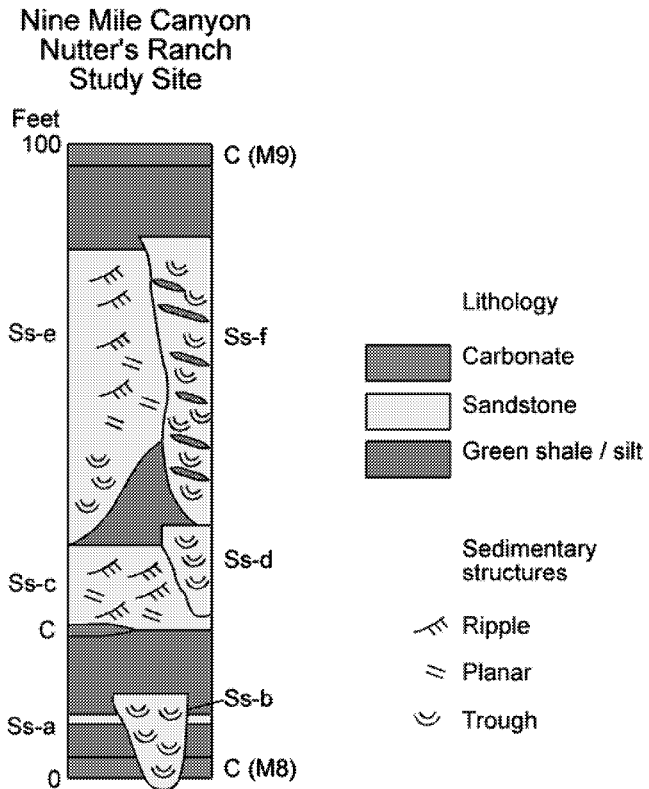 Nine Mile Canyon
Nutter's Ranch
Study Site
Feet
100
C (M9)
Ss-e
Ss-f
Ss-c
Ss-d
C
Ss-b
Ss-a
C (M8)
0
Lithology
Carbonate
Sandstone
Green shale / silt
Sedimentary
structures
Ripple
Planar
Trough